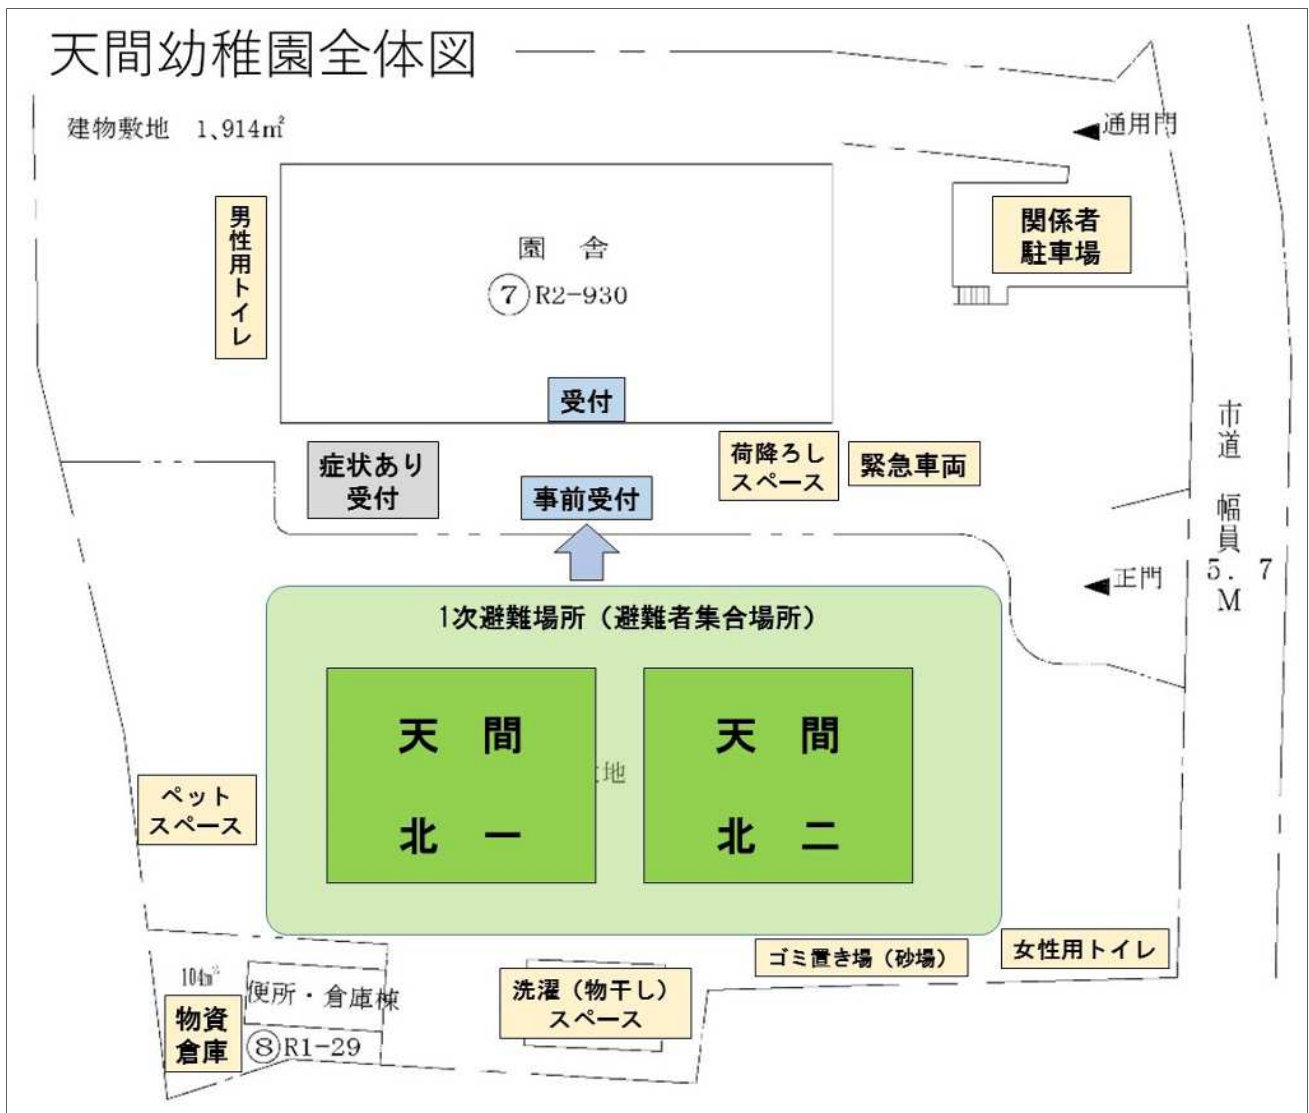 天間幼稚園全体図
建物敷地 1、914㎡
通用門
男性用トイレ
園 舎
⑦R2-930
関係者
駐車場
受付
市道 幅員
5.7
M
症状あり
受付
事前受付
荷降ろし
スペース
緊急車両
正門
1次避難場所（避難者集合場所）
天 間
北 一
天 間
北 二
地
ペット
スペース
ゴミ置き場（砂場）
女性用トイレ
104㎡
便所・倉庫棟
物資
倉庫
⑧R1-29
洗濯（物干し）
スペース